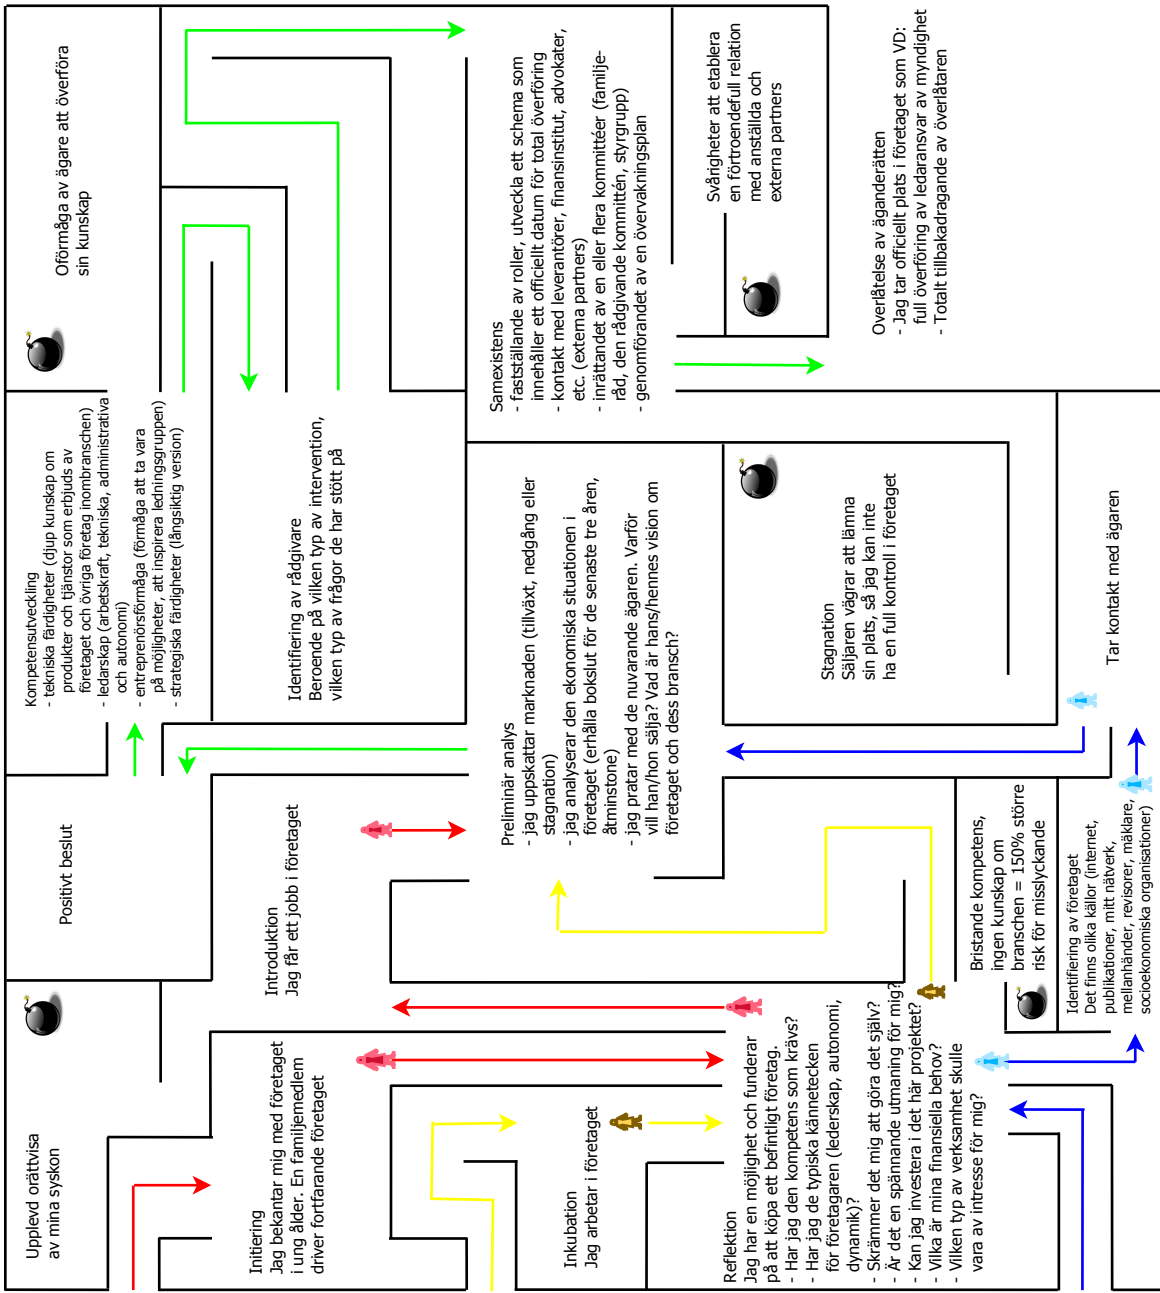 Upplevd orättvisa
av mina syskon
Positivt beslut
Kompetensutveckling
- tekniska färdigheter (djup kunskap om
produkter och tjänstor som erbjuds av
företaget och övriga företag inombranschen)
- ledarskap (arbetskraft, tekniska, administrativa
och autonomi)
- entreprenörsförmåga (förmåga att ta vara
på möjligheter, att inspirera ledningsgruppen)
- strategiska färdigheter (långsiktig version)
Oförmåga av ägare att överföra
sin kunskap
Initiering
Jag bekantar mig med företaget
i ung ålder. En familjemedlem
driver fortfarande företaget
Introduktion
Jag får ett jobb i företaget
Identifiering av rådgivare
Beroende på vilken typ av intervention,
vilken typ av frågor de har stött på
Inkubation
Jag arbetar i företaget
Preliminär analys
- jag uppskattar marknaden (tillväxt, nedgång eller
stagnation)
- jag analyserar den ekonomiska situationen i
företaget (erhålla bokslut för de senaste tre åren,
åtminstone)
- jag pratar med de nuvarande ägaren. Varför
vill han/hon sälja? Vad är hans/hennes vision om
företaget och dess bransch?
Samexistens
- fastställande av roller, utveckla ett schema som
innehåller ett officiellt datum för total överföring
- kontakt med leverantörer, finansinstitut, advokater,
etc. (externa partners)
- inrättandet av en eller flera kommittéer (familje-
råd, den rådgivande kommittén, styrgrupp)
- genomförandet av en övervakningsplan
Reflektion
Jag har en möjlighet och funderar
på att köpa ett befintligt företag.
- Har jag den kompetens som krävs?
- Har jag de typiska kännetecken
för företagaren (lederskap, autonomi,
dynamik)?
- Skrämmer det mig att göra det själv?
- Är det en spännande utmaning för mig?
- Kan jag investera i det här projektet?
- Vilka är mina finansiella behov?
- Vilken typ av verksamhet skulle
vara av intresse för mig?
Stagnation
Säljaren vägrar att lämna
sin plats, så jag kan inte
ha en full kontroll i företaget
Svårigheter att etablera
en förtroendefull relation
med anställda och
externa partners
Bristande kompetens,
ingen kunskap om
branschen = 150% större
risk för misslyckande
Identifiering av företaget
Det finns olika källor (internet,
publikationer, mitt nätverk,
mellanhänder, revisorer, mäklare,
socioekonomiska organisationer)
Tar kontakt med ägaren
Overlåtelse av äganderätten
- Jag tar officiellt plats i företaget som VD:
full överföring av ledaransvar av myndighet
- Totalt tillbakadragande av överlåtaren